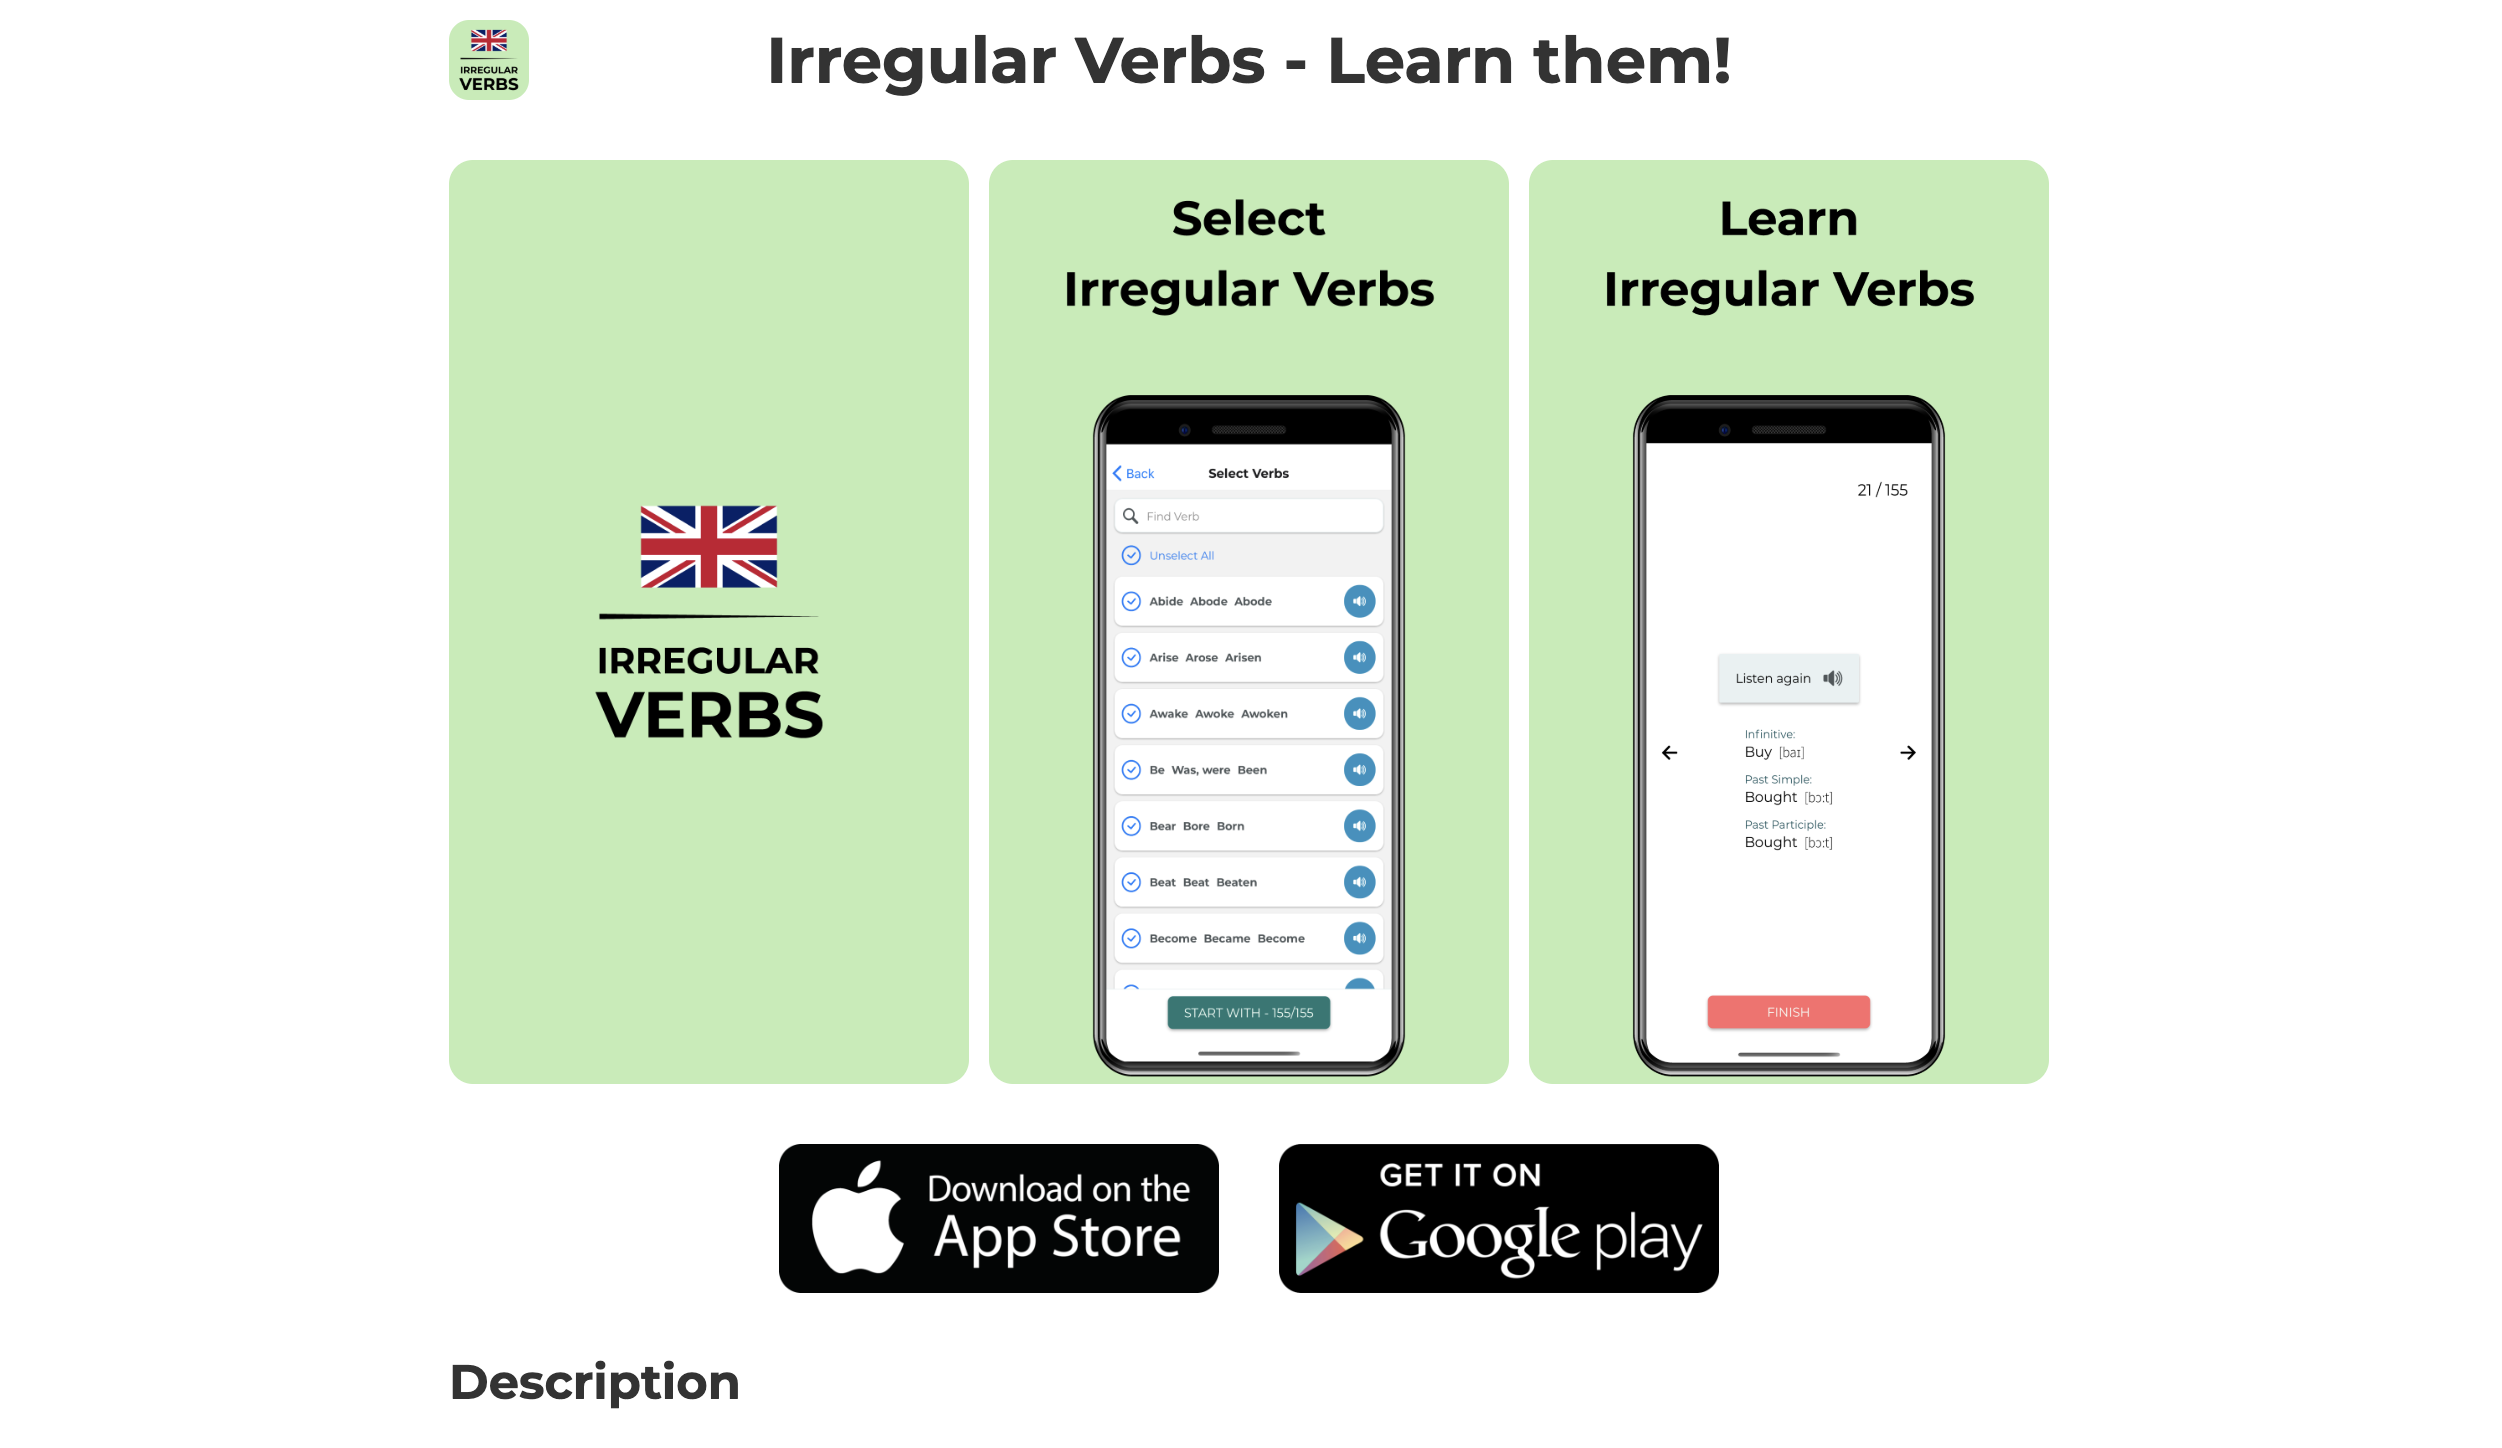 IRREGULAR
VERBS
Irregular Verbs - Learn them!
IRREGULAR
VERBS
Select
Irregular Verbs
Back
Select Verbs
Find Verb
Unselect All
Abide Abode Abode
Arise Arose Arisen
Awake Awoke Awoken
Be Was, were Been
Bear Bore Born
Beat Beat Beaten
Become Became Become
START WITH - 155/155
Learn
Irregular Verbs
21 / 155
Listen again
Infinitive:
Buy [baɪ]
Past Simple:
Bought [bɔ:t]
Past Participle:
Bought [bɔ:t]
FINISH
Download on the
App Store
GET IT ON
Google play
Description